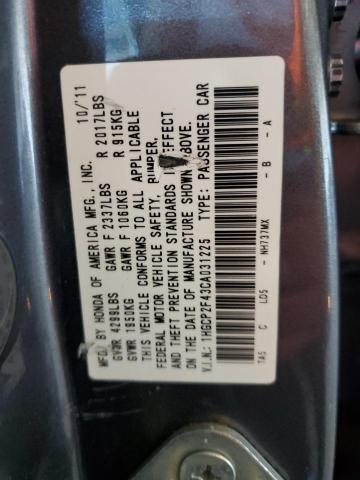 MFD. BY HONDA OF AMERICA MFG., INC. 10/11
GVWR 4299LBS GAWR F 2337LBS R 2017LBS
GVWR 1950KG GAWR F 1060KG R 915KG
THIS VEHICLE CONFORMS TO ALL APPLICABLE
FEDERAL MOTOR VEHICLE SAFETY, BUMPER,
AND THEFT PREVENTION STANDARDS IN EFFECT
ON THE DATE OF MANUFACTURE SHOWN ABOVE.
V.I.N.: 1HGCP2F43CA031225 TYPE: PASSENGER CAR
TA5 C LD5 - NH737MX - B - A